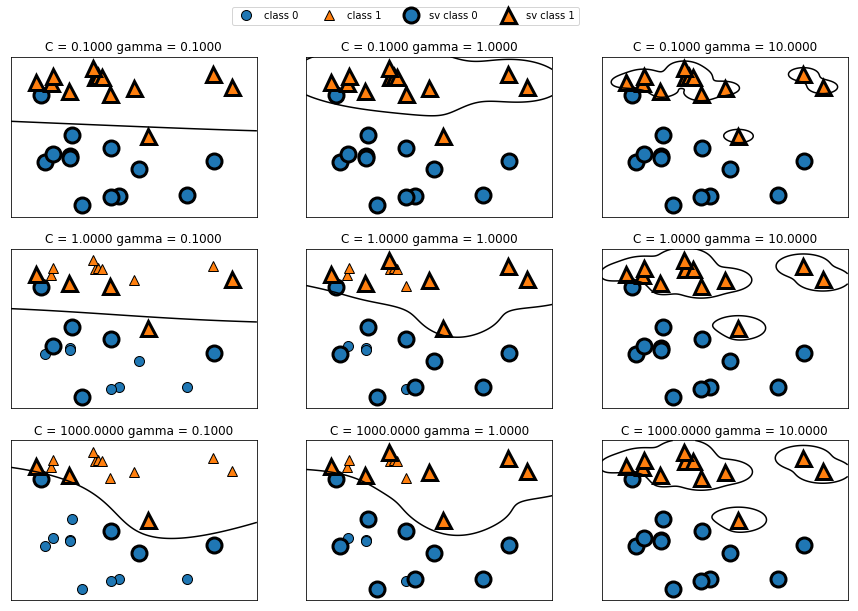 class 0 class 1 sv class 0 sv class 1
C = 0.1000 gamma = 0.1000
C = 0.1000 gamma = 1.0000
C = 0.1000 gamma = 10.0000
C = 1.0000 gamma = 0.1000
C = 1.0000 gamma = 1.0000
C = 1.0000 gamma = 10.0000
C = 1000.0000 gamma = 0.1000
C = 1000.0000 gamma = 1.0000
C = 1000.0000 gamma = 10.0000